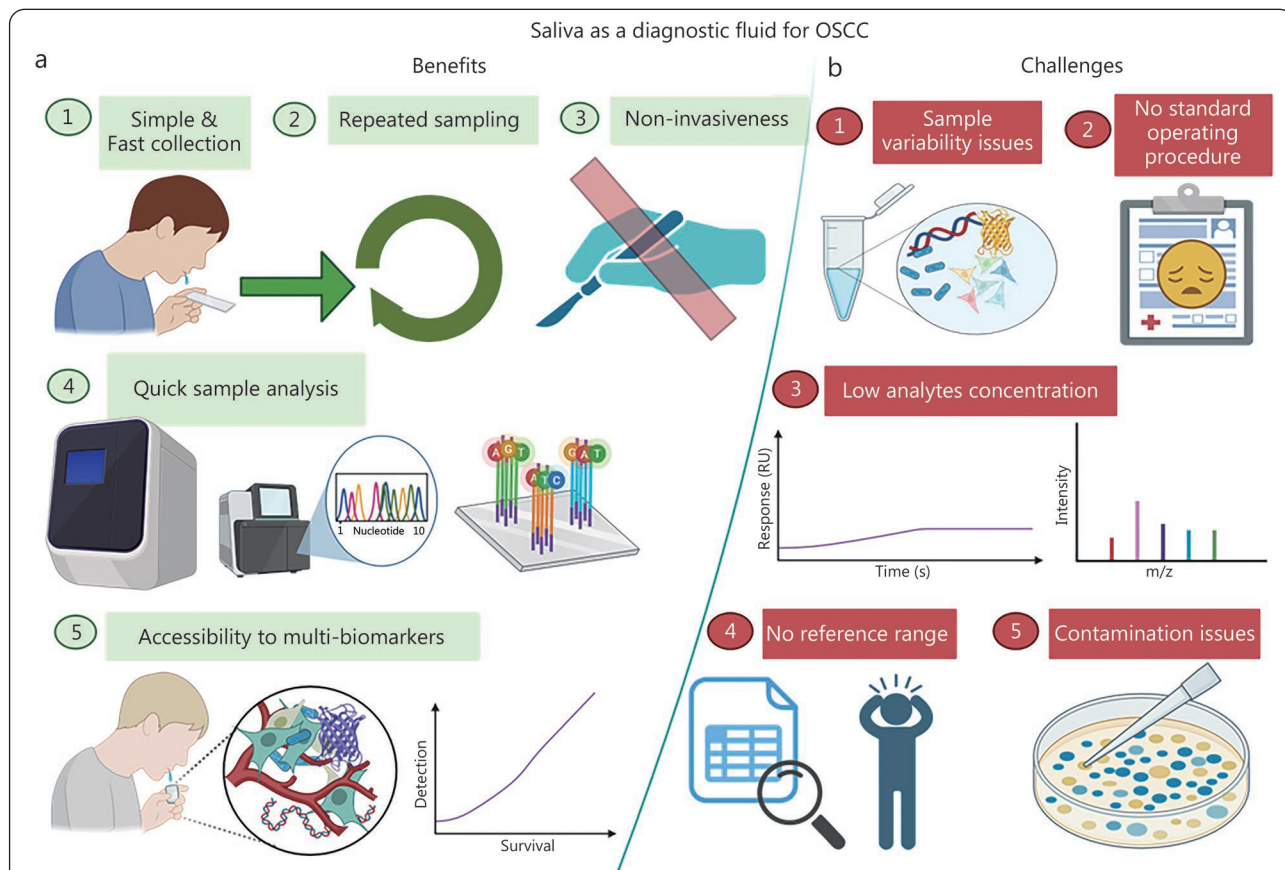 Saliva as a diagnostic fluid for OSCC
a
Benefits
1
Simple &
Fast collection
2
Repeated sampling
3
Non-invasiveness
4
Quick sample analysis
1
Nucleotide
10
A G T
A T C
G A T
5
Accessibility to multi-biomarkers
Detection
Survival
b
Challenges
1
Sample
variability issues
2
No standard
operating
procedure
3
Low analytes concentration
Response (RU)
Time (s)
Intensity
m/z
4
No reference range
5
Contamination issues